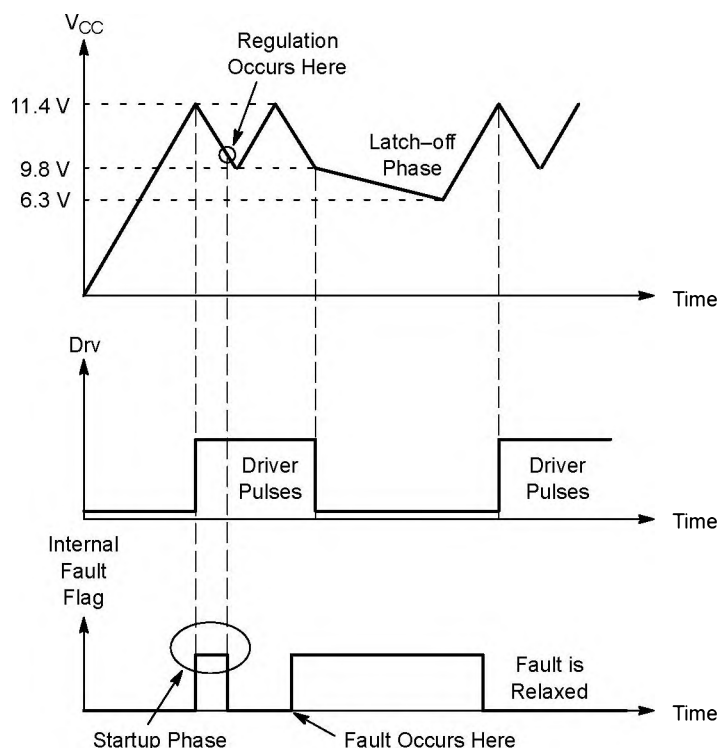 V_CC
Regulation
Occurs Here
11.4 V
9.8 V
6.3 V
Latch–off
Phase
Time
Drv
Driver
Pulses
Driver
Pulses
Time
Internal
Fault
Flag
Fault is
Relaxed
Time
Startup Phase
Fault Occurs Here